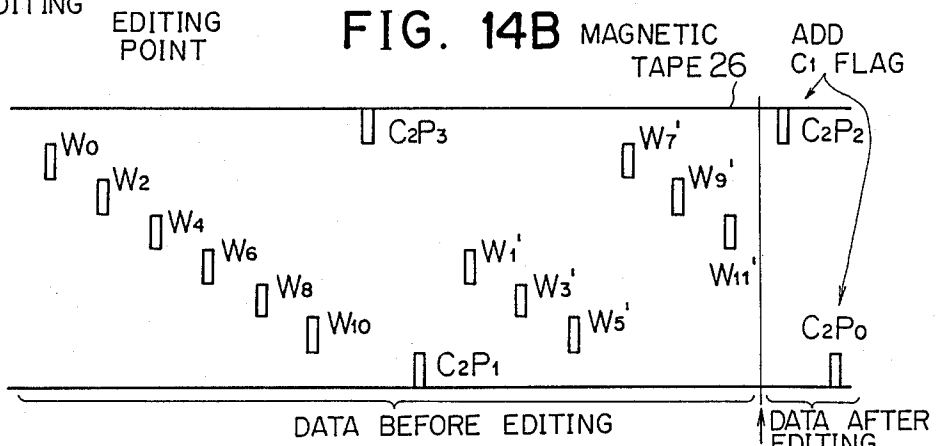 EDITING
EDITING
POINT
FIG. 14B
MAGNETIC
TAPE 26
ADD
C1 FLAG
C2P3
C2P2
W0
W7'
W2
W9'
W4
W6
W1'
W11'
W8
W3'
W10
W5'
C2P0
C2P1
DATA BEFORE EDITING
DATA AFTER
EDITING